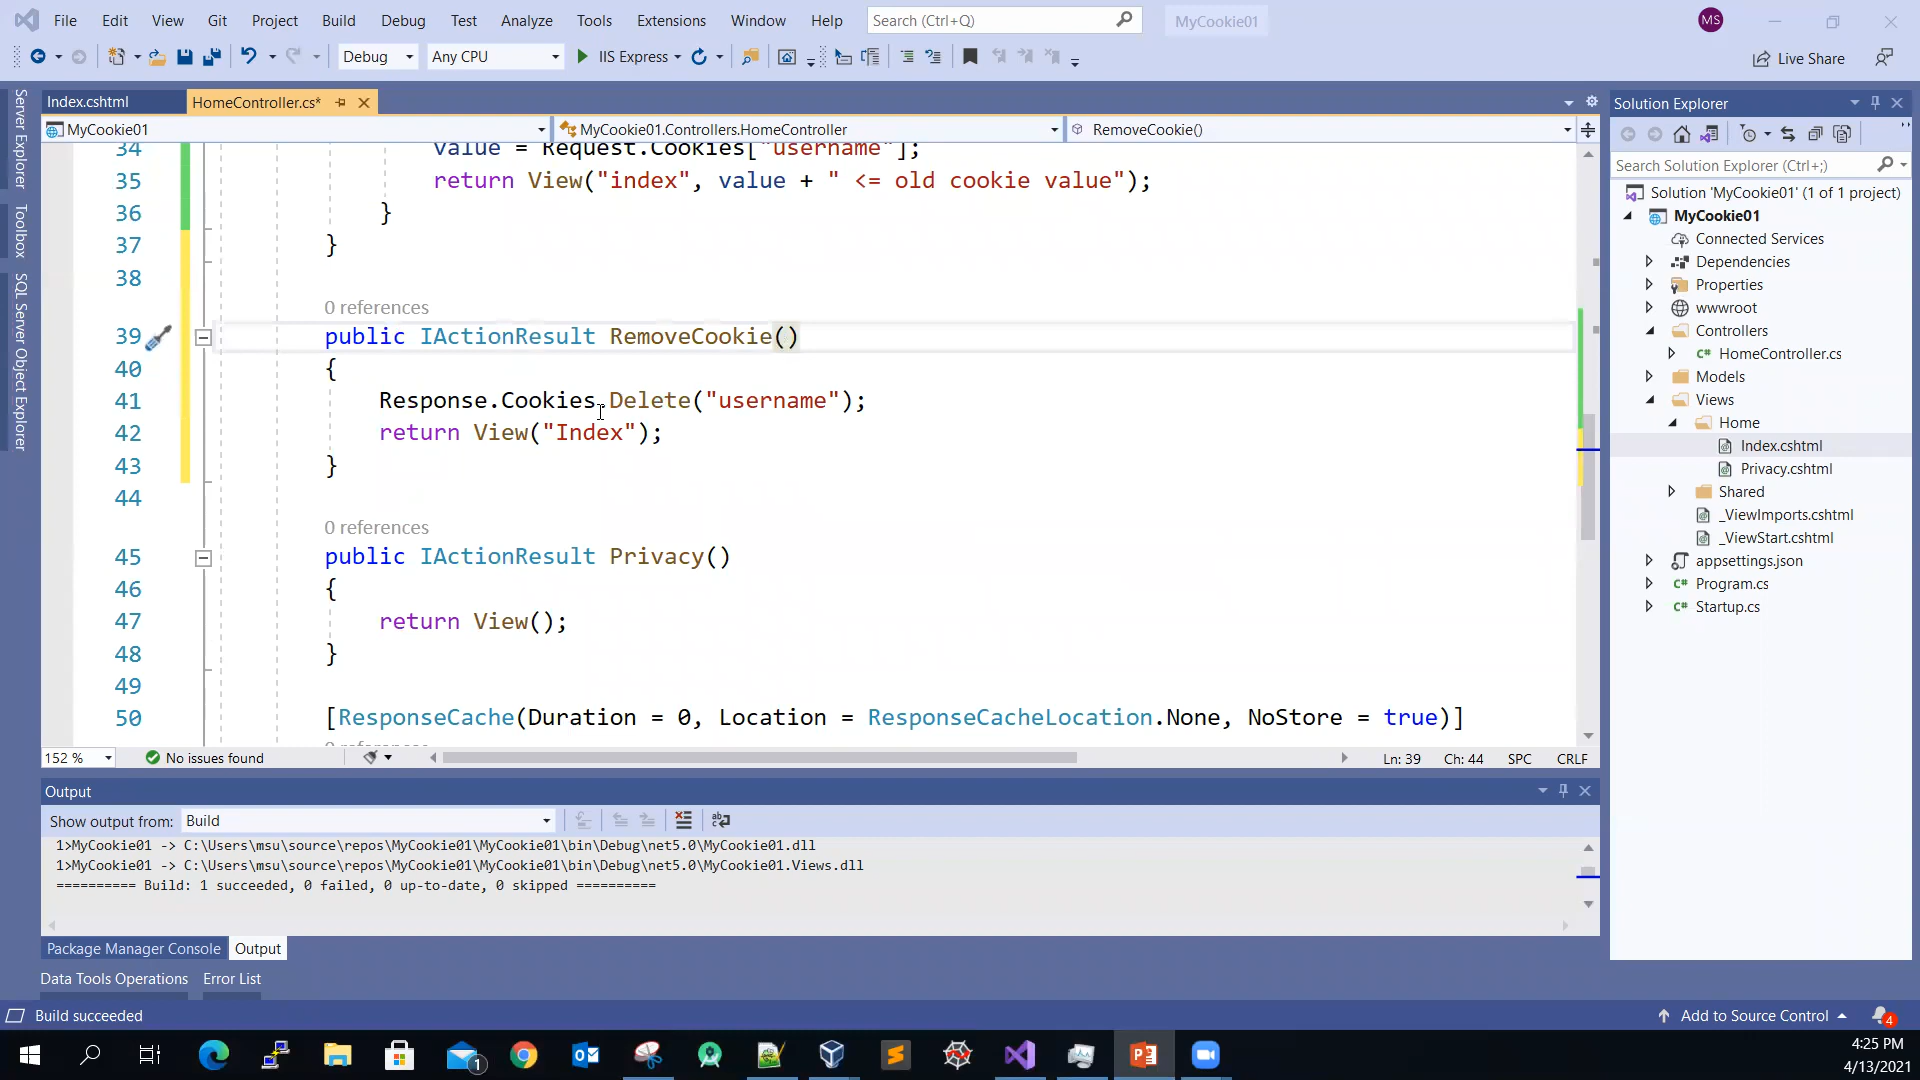 File Edit View Git Project Build Debug Test Analyze Tools Extensions Window Help Search (Ctrl+Q) MyCookie01 MS
Debug Any CPU IIS Express Live Share
Index.cshtml HomeController.cs*
MyCookie01 MyCookie01.Controllers.HomeController RemoveCookie()
34 value = Request.Cookies["username"];
35 return View("index", value + " <= old cookie value");
36 }
37 }
38
0 references
39 public IActionResult RemoveCookie()
40 {
41 Response.Cookies.Delete("username");
42 return View("Index");
43 }
44
0 references
45 public IActionResult Privacy()
46 {
47 return View();
48 }
49
50 [ResponseCache(Duration = 0, Location = ResponseCacheLocation.None, NoStore = true)]
0 references
152 % No issues found Ln: 39 Ch: 44 SPC CRLF
Output
Show output from: Build
1>MyCookie01 -> C:\Users\msu\source\repos\MyCookie01\MyCookie01\bin\Debug\net5.0\MyCookie01.dll
1>MyCookie01 -> C:\Users\msu\source\repos\MyCookie01\MyCookie01\bin\Debug\net5.0\MyCookie01.Views.dll
========== Build: 1 succeeded, 0 failed, 0 up-to-date, 0 skipped ==========
Package Manager Console Output
Data Tools Operations Error List
Build succeeded Add to Source Control 4
Server Explorer
Toolbox
SQL Server Object Explorer
Solution Explorer
Search Solution Explorer (Ctrl+;)
Solution 'MyCookie01' (1 of 1 project)
MyCookie01
Connected Services
Dependencies
Properties
wwwroot
Controllers
C# HomeController.cs
Models
Views
Home
Index.cshtml
Privacy.cshtml
Shared
_ViewImports.cshtml
_ViewStart.cshtml
appsettings.json
C# Program.cs
C# Startup.cs
1
4:25 PM
4/13/2021